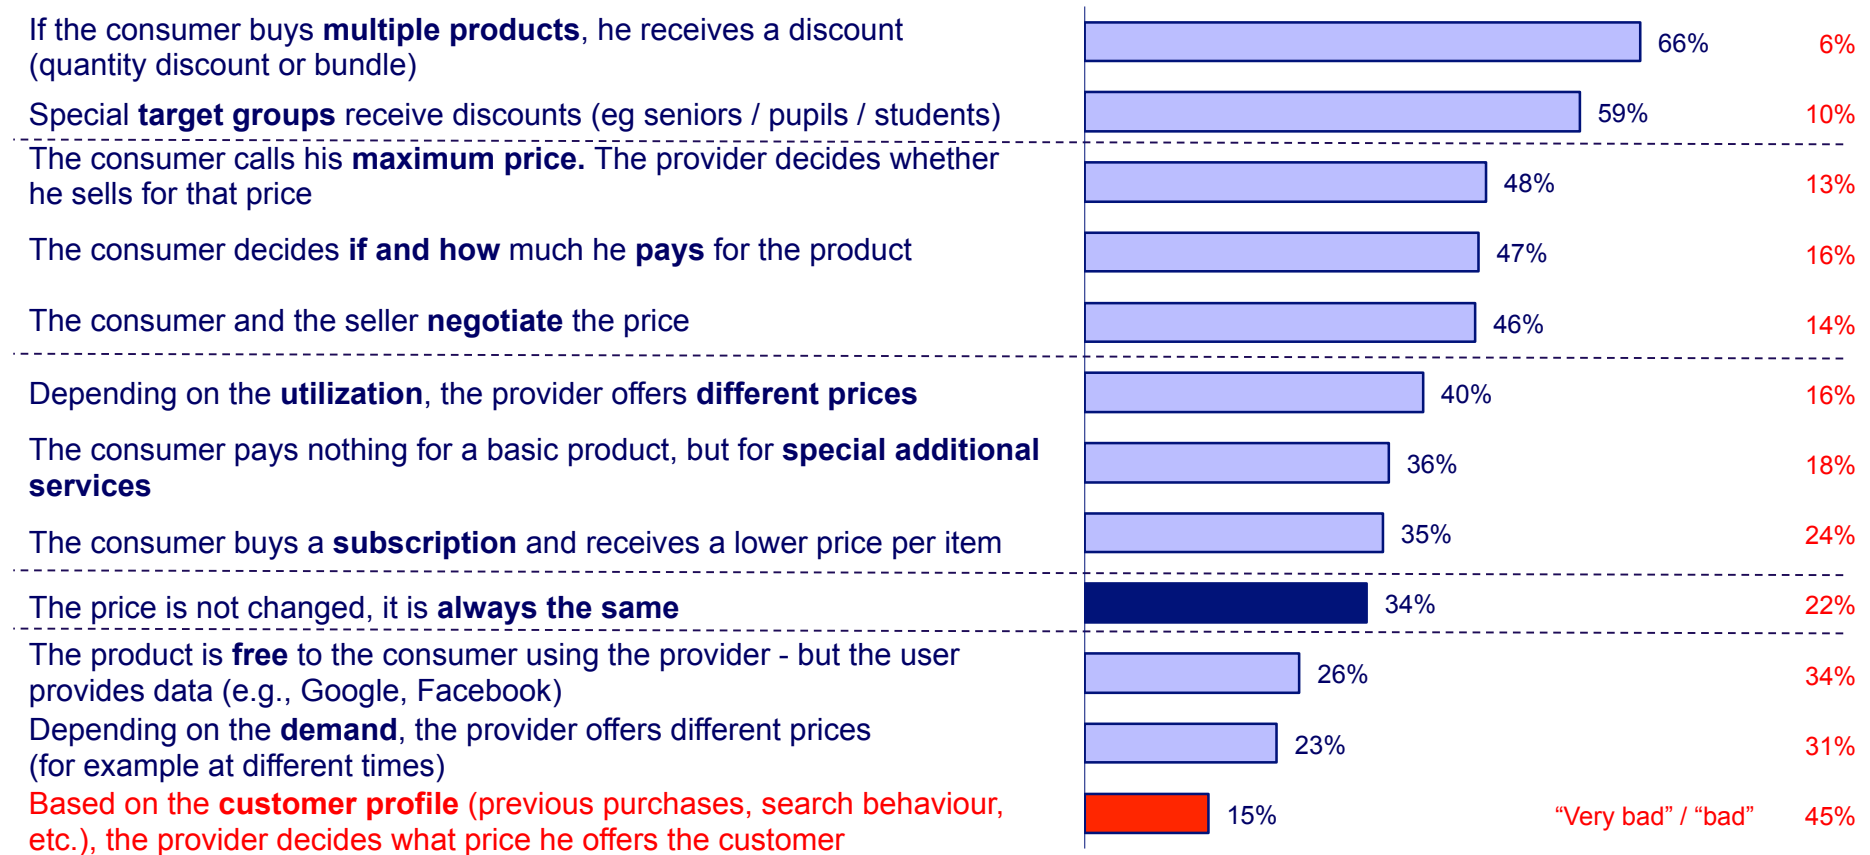 If the consumer buys multiple products, he receives a discount
(quantity discount or bundle)
66%
6%
Special target groups receive discounts (eg seniors / pupils / students)
59%
10%
The consumer calls his maximum price. The provider decides whether
he sells for that price
48%
13%
The consumer decides if and how much he pays for the product
47%
16%
The consumer and the seller negotiate the price
46%
14%
Depending on the utilization, the provider offers different prices
40%
16%
The consumer pays nothing for a basic product, but for special additional
services
36%
18%
The consumer buys a subscription and receives a lower price per item
35%
24%
The price is not changed, it is always the same
34%
22%
The product is free to the consumer using the provider - but the user
provides data (e.g., Google, Facebook)
26%
34%
Depending on the demand, the provider offers different prices
(for example at different times)
23%
31%
Based on the customer profile (previous purchases, search behaviour,
etc.), the provider decides what price he offers the customer
15%
“Very bad” / “bad”
45%